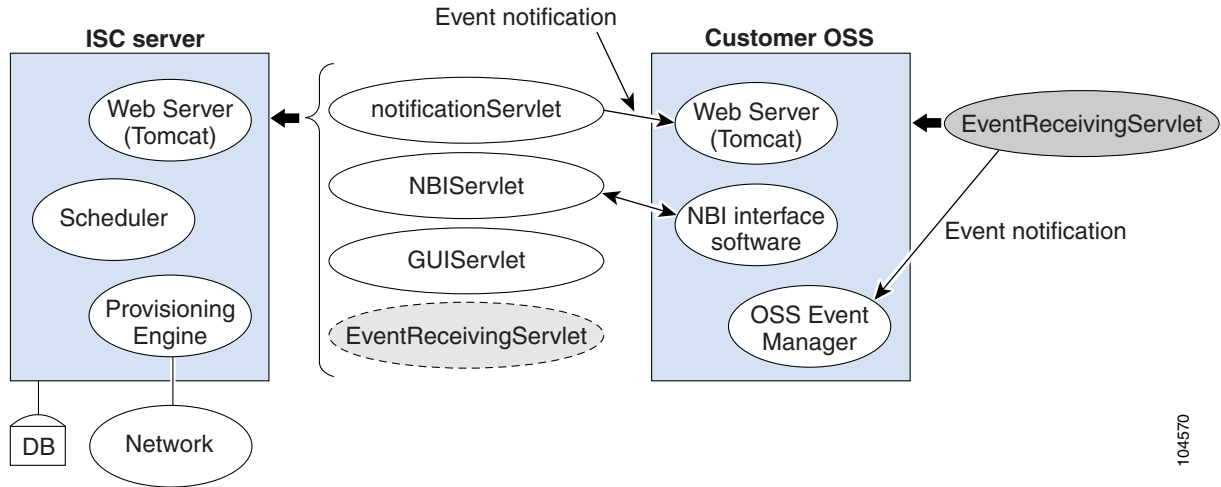 Event notification
ISC server
Customer OSS
Web Server
(Tomcat)
notificationServlet
Web Server
(Tomcat)
EventReceivingServlet
Scheduler
NBIServlet
NBI interface
software
Event notification
GUIServlet
Provisioning
Engine
EventReceivingServlet
OSS Event
Manager
DB
Network
104570